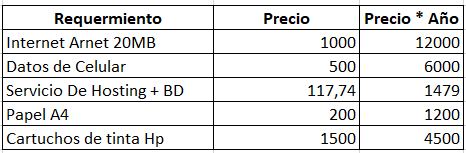 Requermiento Precio Precio * Año
Internet Arnet 20MB 1000 12000
Datos de Celular 500 6000
Servicio De Hosting + BD 117,74 1479
Papel A4 200 1200
Cartuchos de tinta Hp 1500 4500